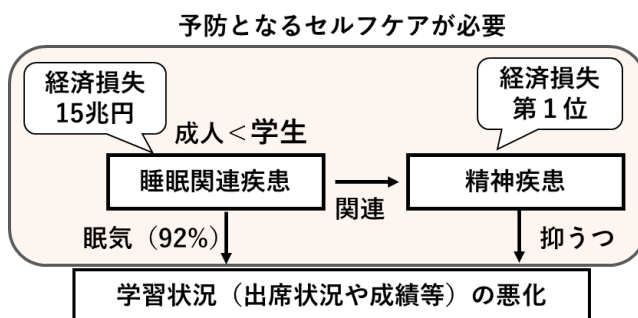 予防となるセルフケアが必要
経済損失
15兆円
経済損失
第１位
成人＜学生
睡眠関連疾患
関連
精神疾患
眠気（92%）
抑うつ
学習状況（出席状況や成績等）の悪化